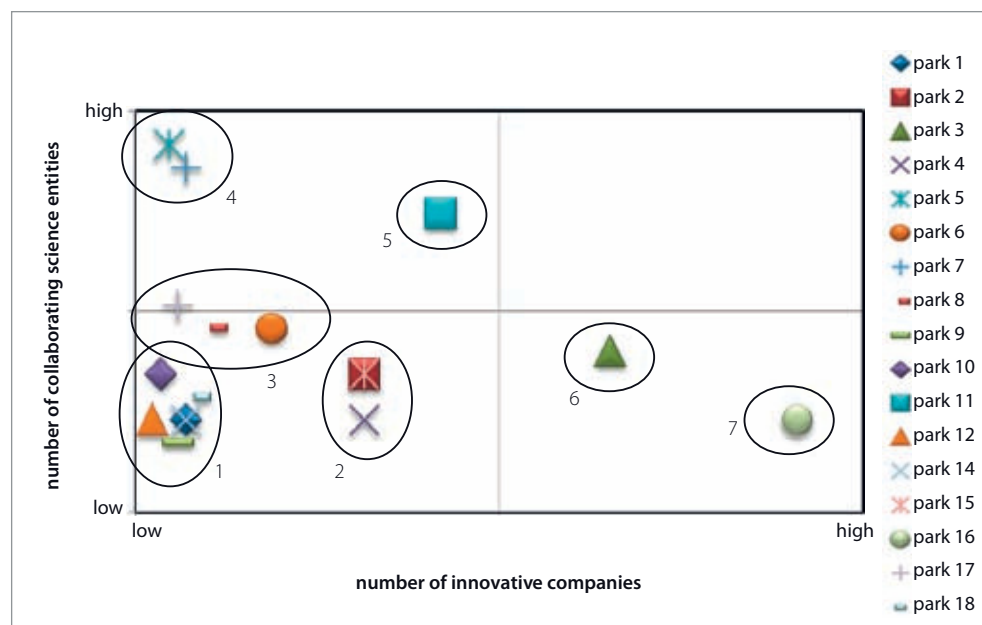 number of collaborating science entities
high
low
low
high
number of innovative companies
4
5
3
6
7
1
2
park 1
park 2
park 3
park 4
park 5
park 6
park 7
park 8
park 9
park 10
park 11
park 12
park 14
park 15
park 16
park 17
park 18